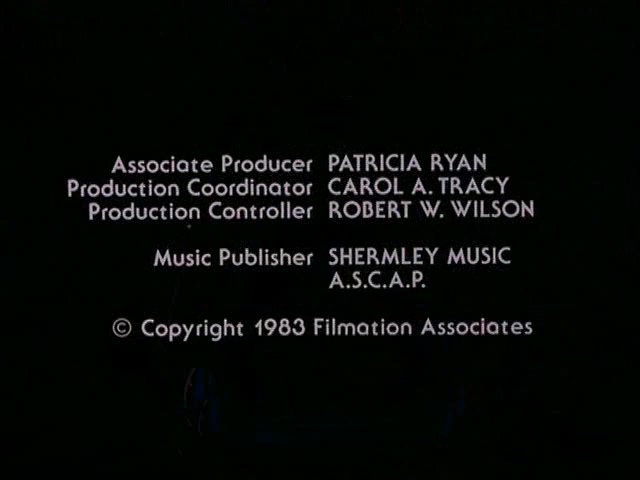 Associate Producer PATRICIA RYAN
Production Coordinator CAROL A. TRACY
Production Controller ROBERT W. WILSON
Music Publisher SHERMLEY MUSIC
A.S.C.A.P.
© Copyright 1983 Filmation Associates